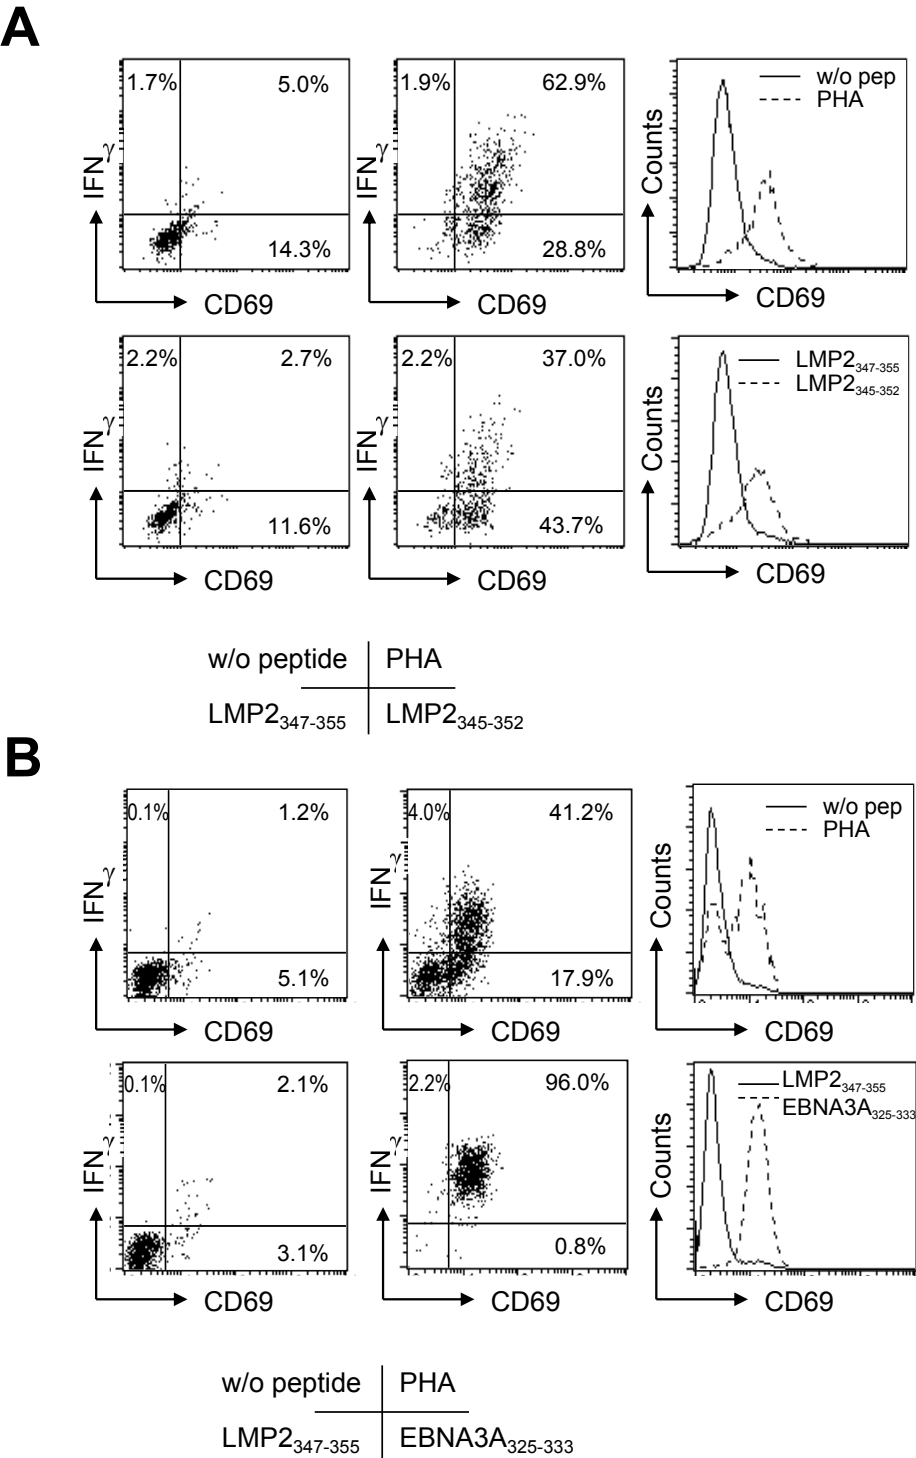 A
1.7% 5.0%
14.3%
IFNγ
CD69
1.9% 62.9%
28.8%
IFNγ
CD69
w/o pep
PHA
Counts
CD69
2.2% 2.7%
11.6%
IFNγ
CD69
2.2% 37.0%
43.7%
IFNγ
CD69
LMP2347-355
LMP2345-352
Counts
CD69
w/o peptide PHA
LMP2347-355 LMP2345-352
B
0.1% 1.2%
5.1%
IFNγ
CD69
4.0% 41.2%
17.9%
IFNγ
CD69
w/o pep
PHA
Counts
CD69
0.1% 2.1%
3.1%
IFNγ
CD69
2.2% 96.0%
0.8%
IFNγ
CD69
LMP2347-355
EBNA3A325-333
Counts
CD69
w/o peptide PHA
LMP2347-355 EBNA3A325-333